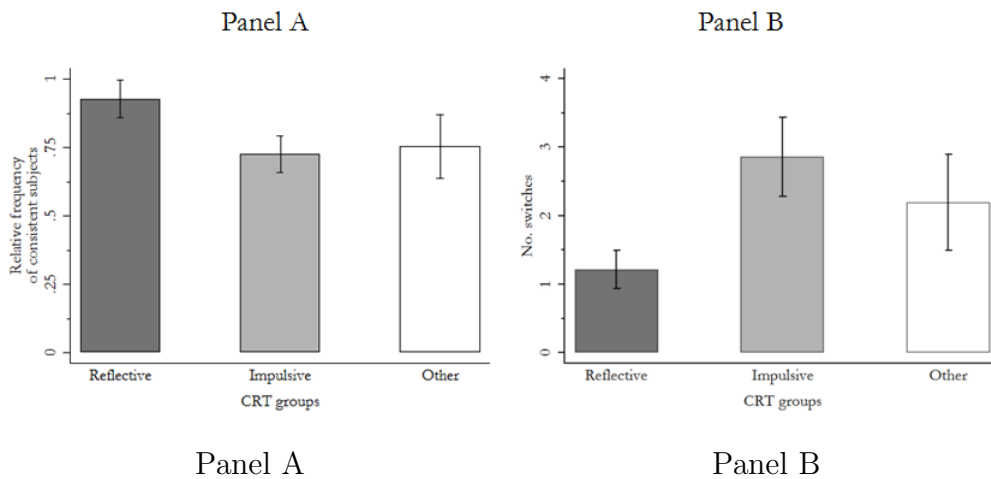 Panel A
Panel B
Relative frequency
of consistent subjects
1
.75
.5
.25
0
Reflective
Impulsive
Other
CRT groups
No. switches
4
3
2
1
0
Reflective
Impulsive
Other
CRT groups
Panel A
Panel B